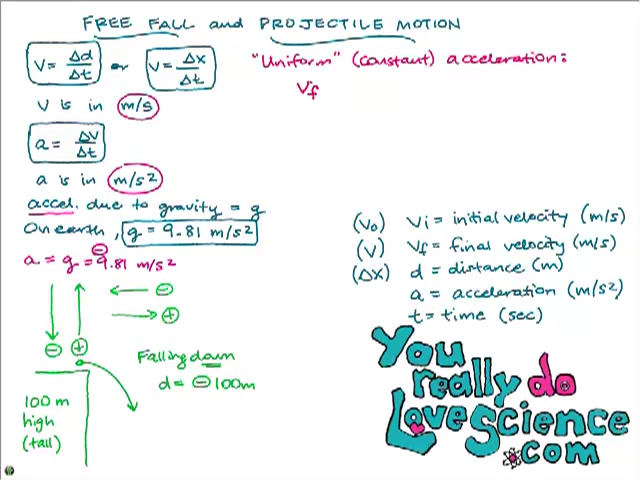 FREE FALL and PROJECTILE MOTION
V = Δd/Δt or V = Δx/Δt
V is in m/s
a = ΔV/Δt
a is in m/s²
accel. due to gravity = g
On earth, g = 9.81 m/s²
a = g = ⊖9.81 m/s²
⊖
⊕
⊖ ⊕
Falling down
d = ⊖100m
100 m
high
(tall)
"Uniform" (constant) acceleration:
Vf
(V₀) Vi = initial velocity (m/s)
(V) Vf = final velocity (m/s)
(Δx) d = distance (m)
a = acceleration (m/s²)
t = time (sec)
You
really do
Love Science
.com